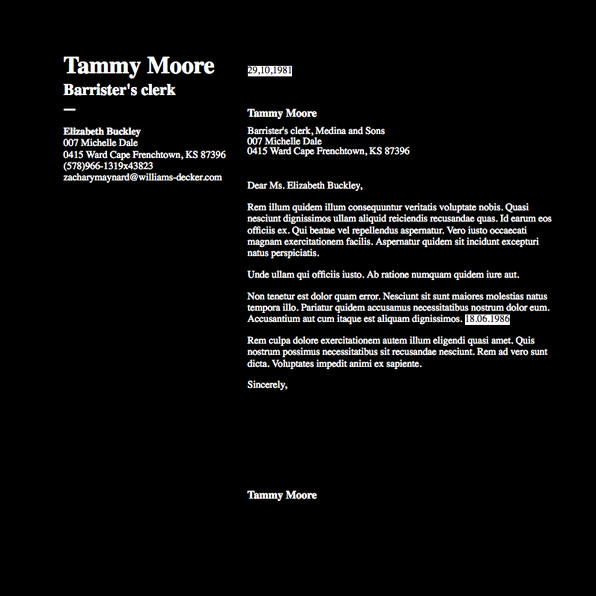 Tammy Moore
Barrister's clerk
Elizabeth Buckley
007 Michelle Dale
0415 Ward Cape Frenchtown, KS 87396
(578)966-1319x43823
zacharymaynard@williams-decker.com
29,10,1981
Tammy Moore
Barrister's clerk, Medina and Sons
007 Michelle Dale
0415 Ward Cape Frenchtown, KS 87396
Dear Ms. Elizabeth Buckley,
Rem illum quidem illum consequuntur veritatis voluptate nobis. Quasi
nesciunt dignissimos ullam aliquid reiciendis recusandae quas. Id earum eos
officiis ex. Qui beatae vel repellendus aspernatur. Vero iusto occaecati
magnam exercitationem facilis. Aspernatur quidem sit incidunt excepturi
natus perspiciatis.
Unde ullam qui officiis iusto. Ab ratione numquam quidem iure aut.
Non tenetur est dolor quam error. Nesciunt sit sunt maiores molestias natus
tempora illo. Pariatur quidem accusamus necessitatibus nostrum dolor eum.
Accusantium aut cum itaque est aliquam dignissimos. 18.06.1986
Rem culpa dolore exercitationem autem illum eligendi quasi amet. Quis
nostrum possimus necessitatibus sit recusandae nesciunt. Rem ad vero sunt
dicta. Voluptates impedit animi ex sapiente.
Sincerely,
Tammy Moore